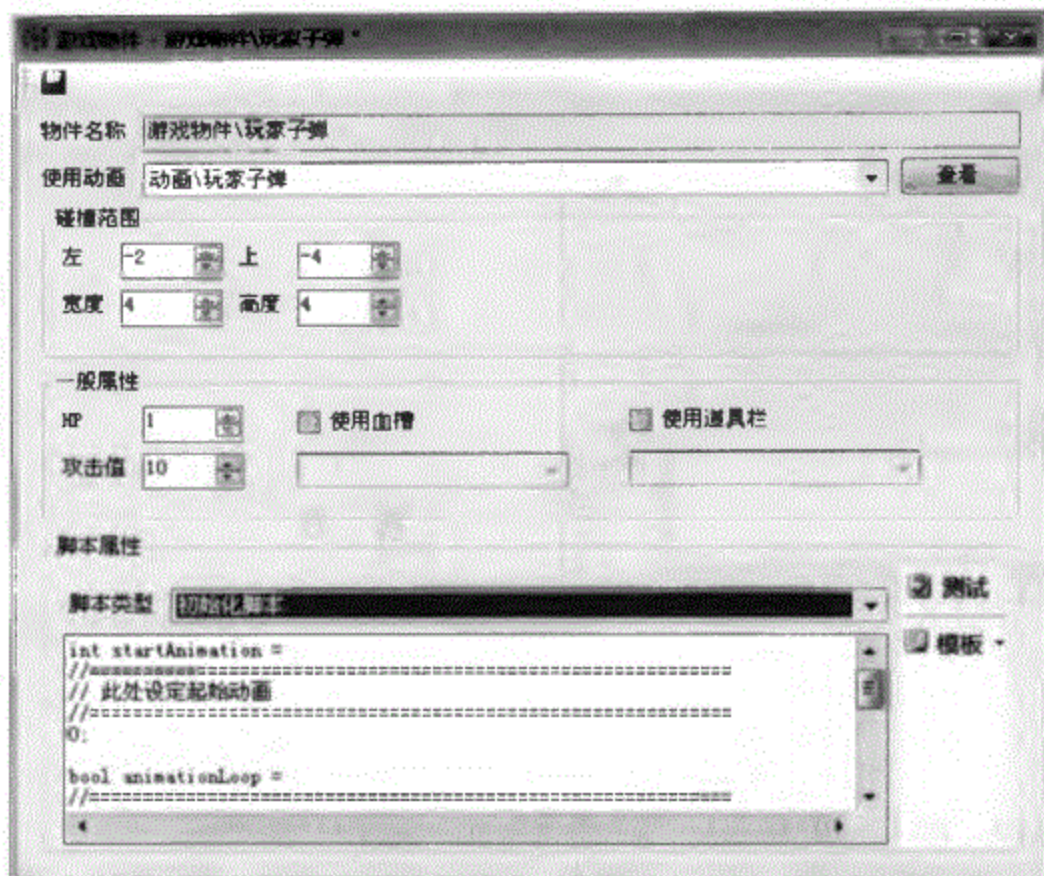 游戏物件 - 游戏物件\玩家子弹 *
物件名称 游戏物件\玩家子弹
使用动画 动画\玩家子弹 查看
碰撞范围
左 -2 上 -4
宽度 4 高度 4
一般属性
HP 1 使用血槽 使用道具栏
攻击值 10
脚本属性
脚本类型 初始化脚本 测试
模板
int startAnimation =
//============================================================
// 此处设定起始动画
//============================================================
0;
bool animationLoop =
//============================================================